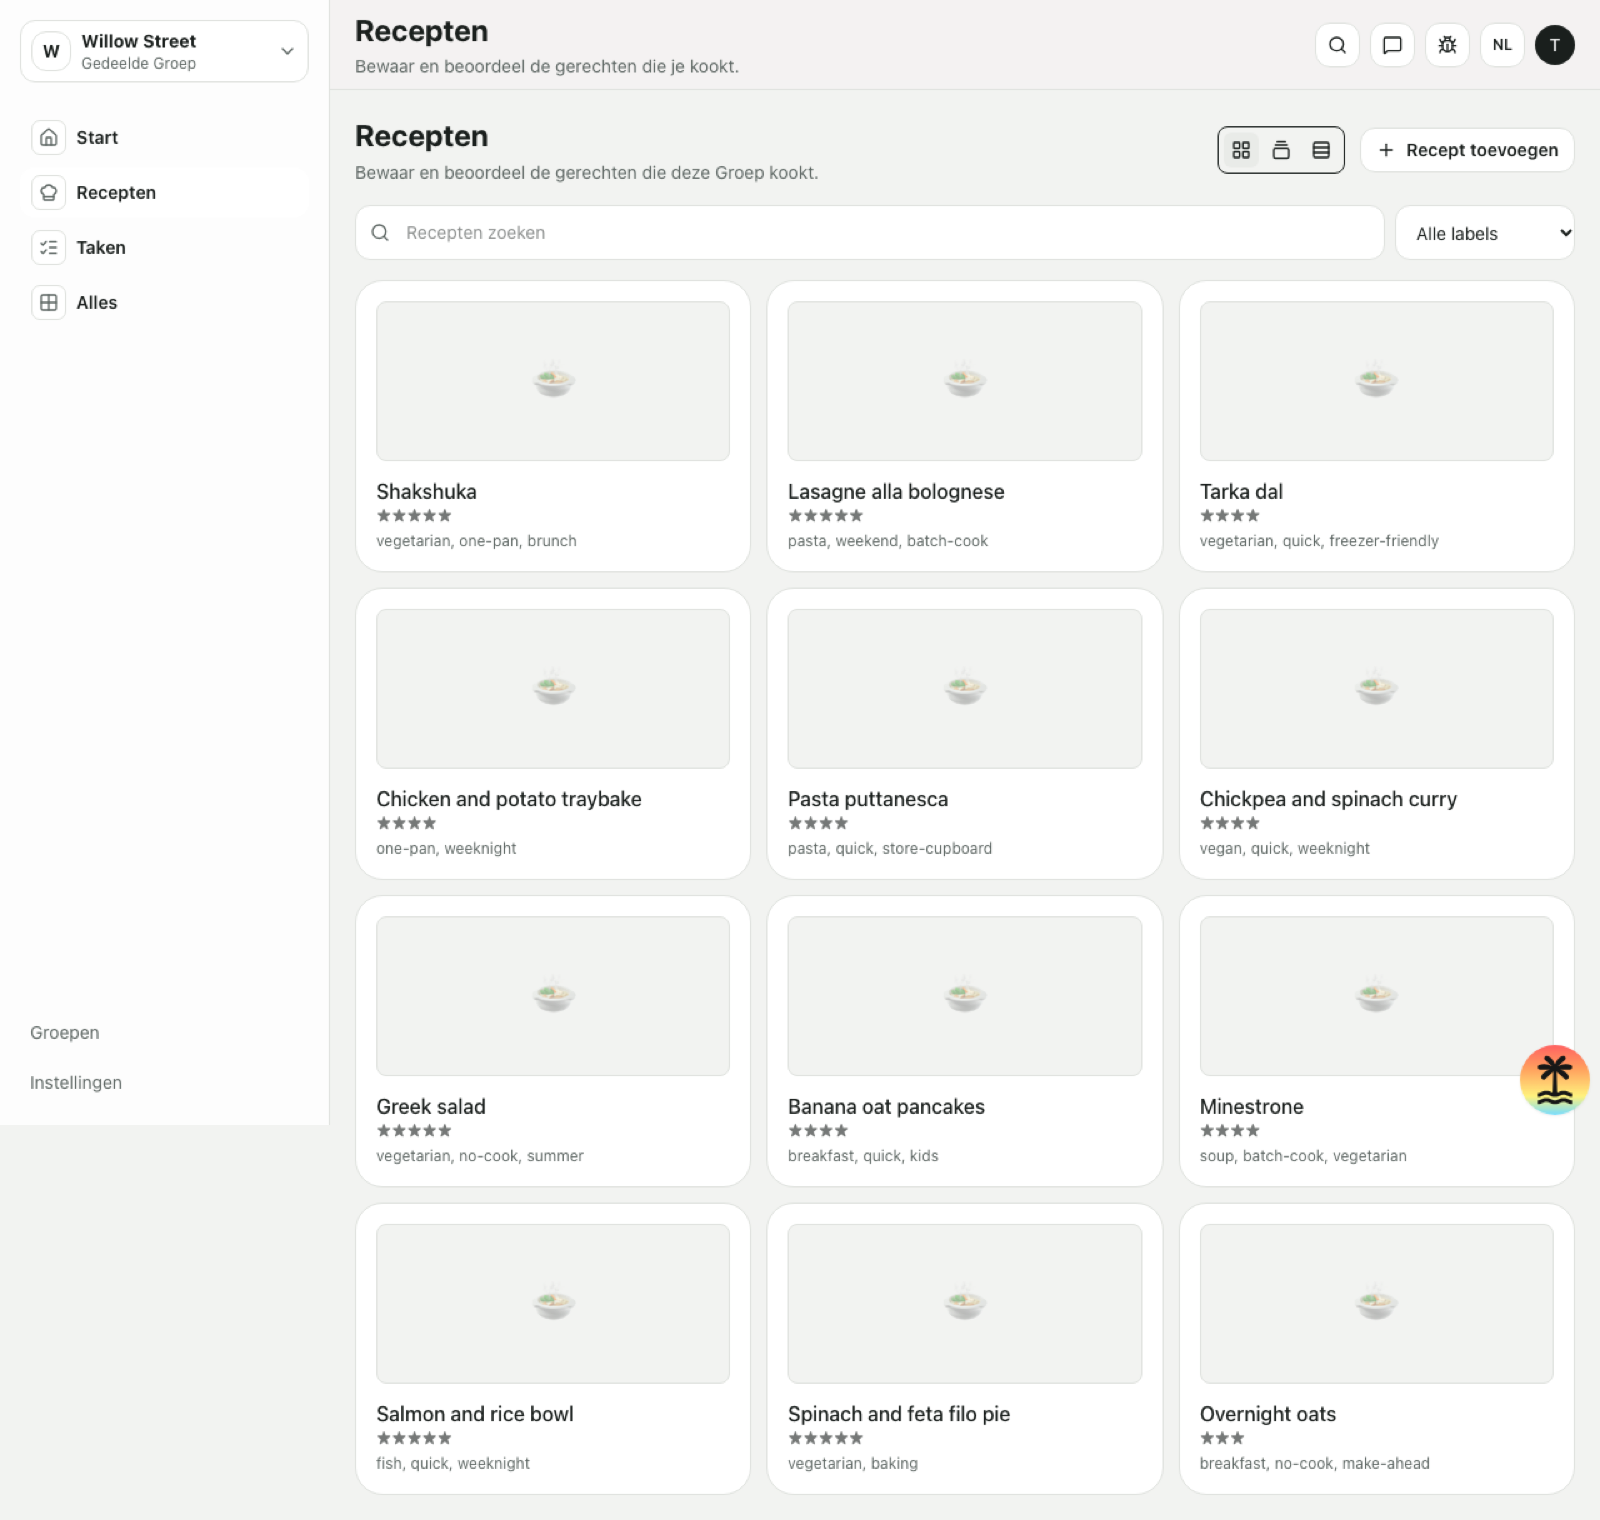 W
Willow Street
Gedeelde Groep
Start
Recepten
Taken
Alles
Groepen
Instellingen
Recepten
Bewaar en beoordeel de gerechten die je kookt.
NL
T
Recepten
Bewaar en beoordeel de gerechten die deze Groep kookt.
Recept toevoegen
Recepten zoeken
Alle labels
Shakshuka
★★★★★
vegetarian, one-pan, brunch
Lasagne alla bolognese
★★★★★
pasta, weekend, batch-cook
Tarka dal
★★★★
vegetarian, quick, freezer-friendly
Chicken and potato traybake
★★★★
one-pan, weeknight
Pasta puttanesca
★★★★
pasta, quick, store-cupboard
Chickpea and spinach curry
★★★★
vegan, quick, weeknight
Greek salad
★★★★★
vegetarian, no-cook, summer
Banana oat pancakes
★★★★
breakfast, quick, kids
Minestrone
★★★★
soup, batch-cook, vegetarian
Salmon and rice bowl
★★★★★
fish, quick, weeknight
Spinach and feta filo pie
★★★★★
vegetarian, baking
Overnight oats
★★★
breakfast, no-cook, make-ahead